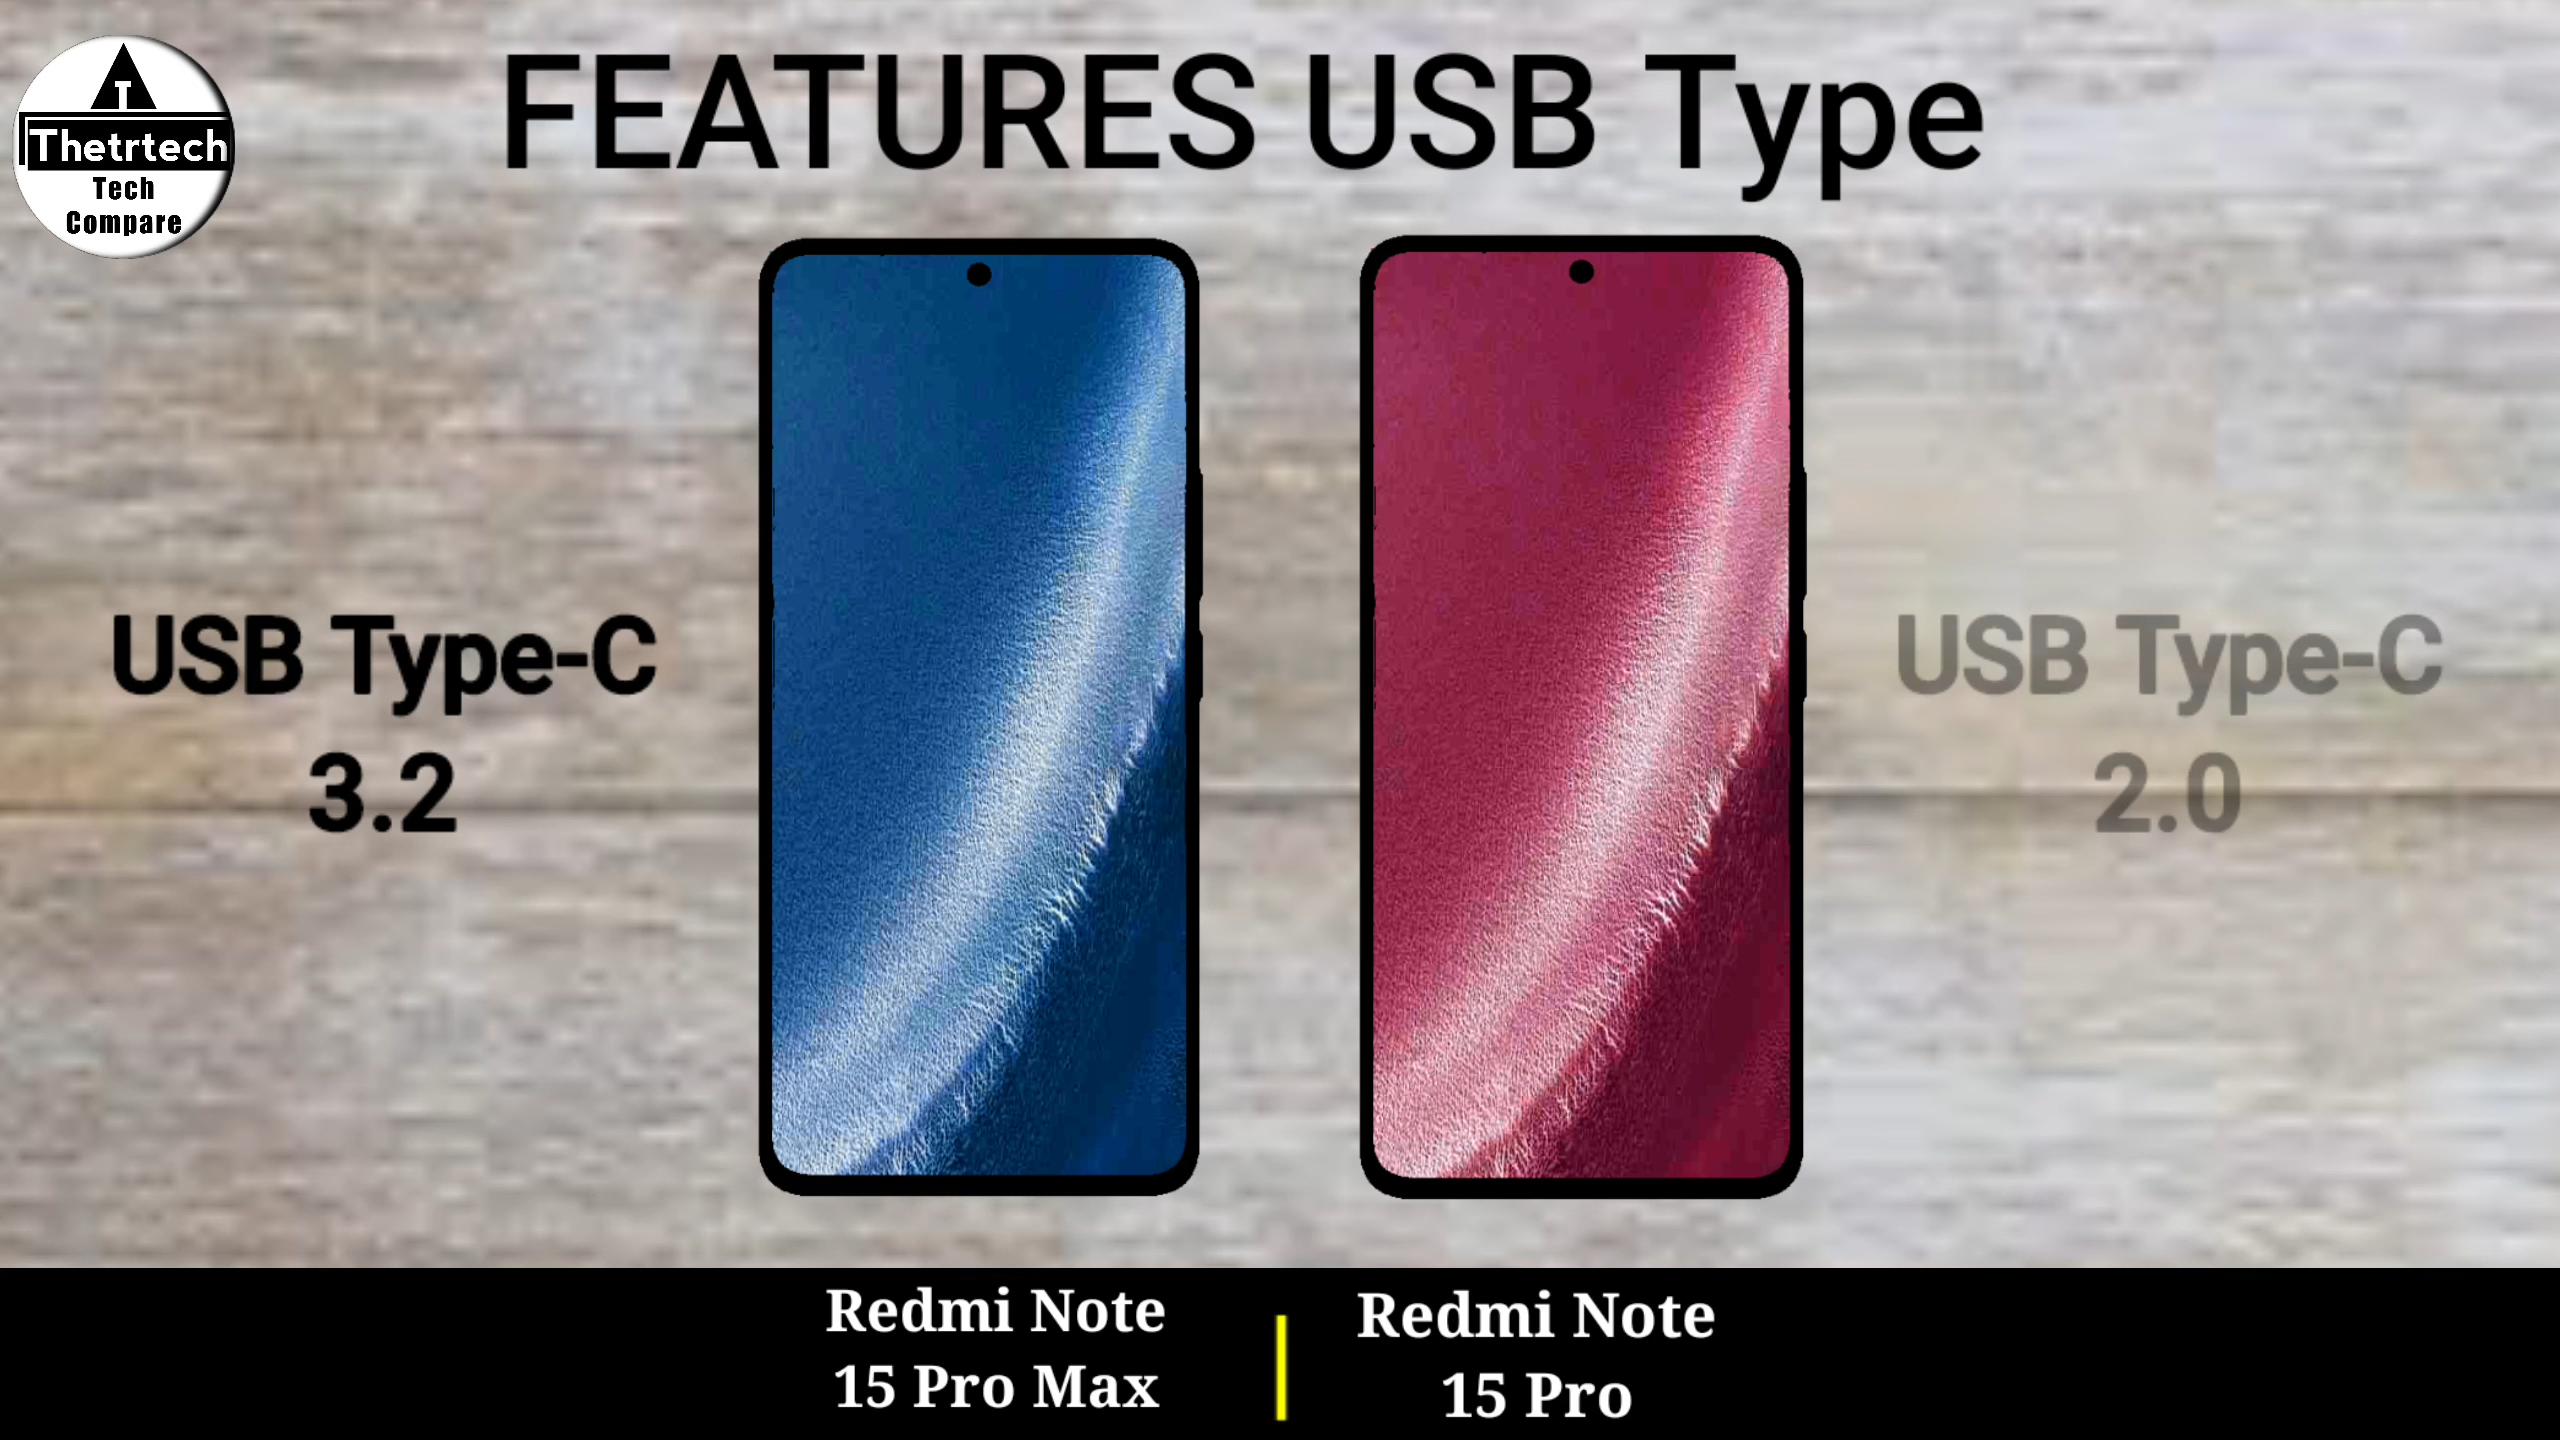 T
Thetrtech
Tech
Compare
FEATURES USB Type
USB Type-C
3.2
USB Type-C
2.0
Redmi Note
15 Pro Max
Redmi Note
15 Pro